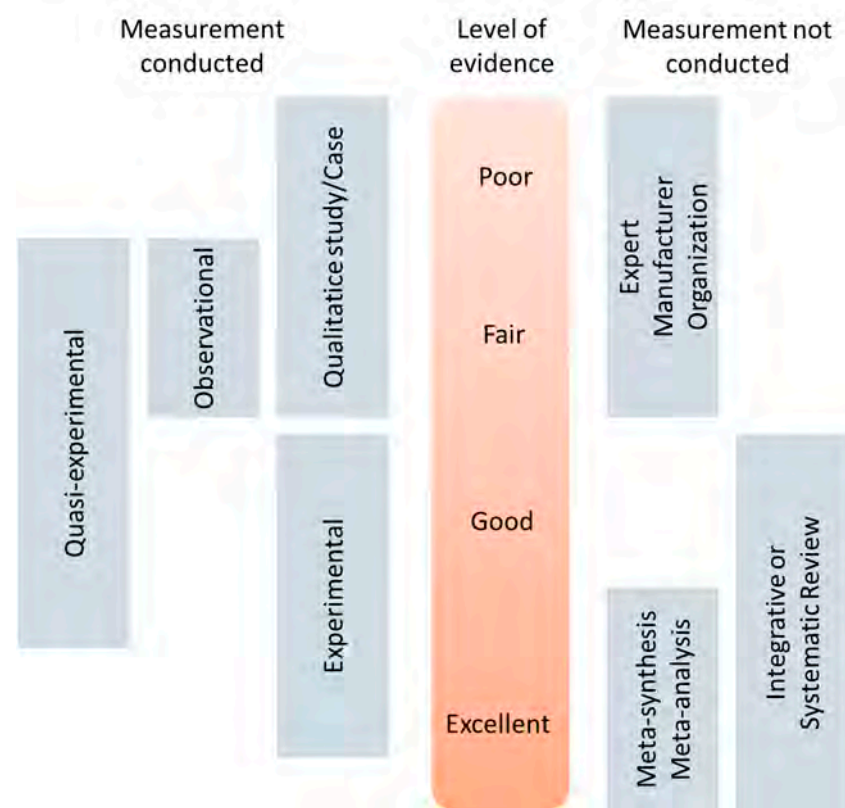 Measurement
conducted
Level of
evidence
Measurement not
conducted
Quasi-experimental
Observational
Qualitatice study/Case
Experimental
Poor
Fair
Good
Excellent
Expert
Manufacturer
Organization
Meta-synthesis
Meta-analysis
Integrative or
Systematic Review